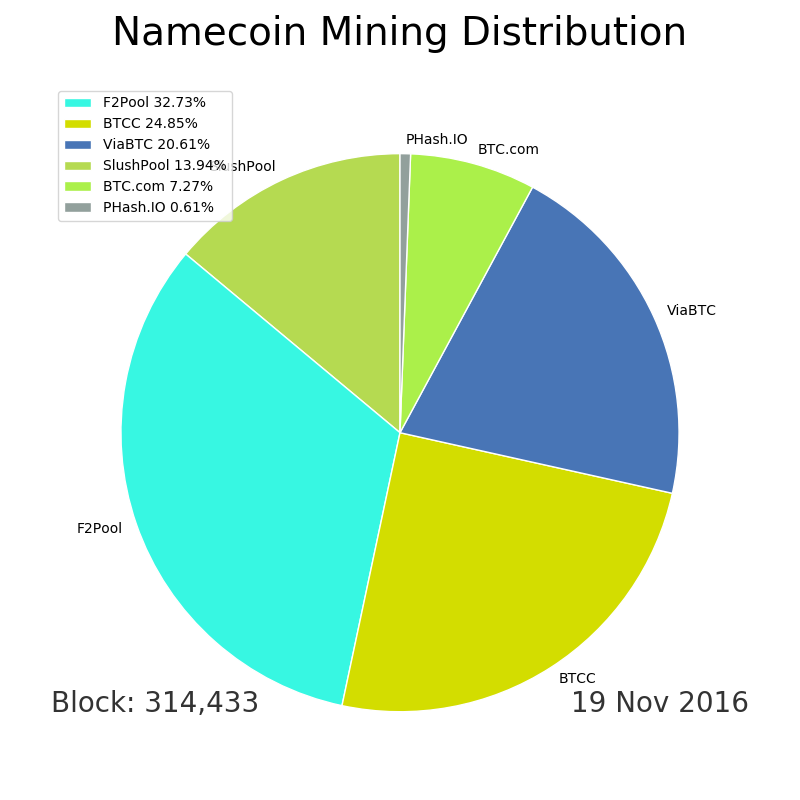 Namecoin Mining Distribution
F2Pool 32.73%
BTCC 24.85%
ViaBTC 20.61%
SlushPool 13.94%
BTC.com 7.27%
PHash.IO 0.61%
PHash.IO
BTC.com
SlushPool
ViaBTC
F2Pool
BTCC
Block: 314,433
19 Nov 2016